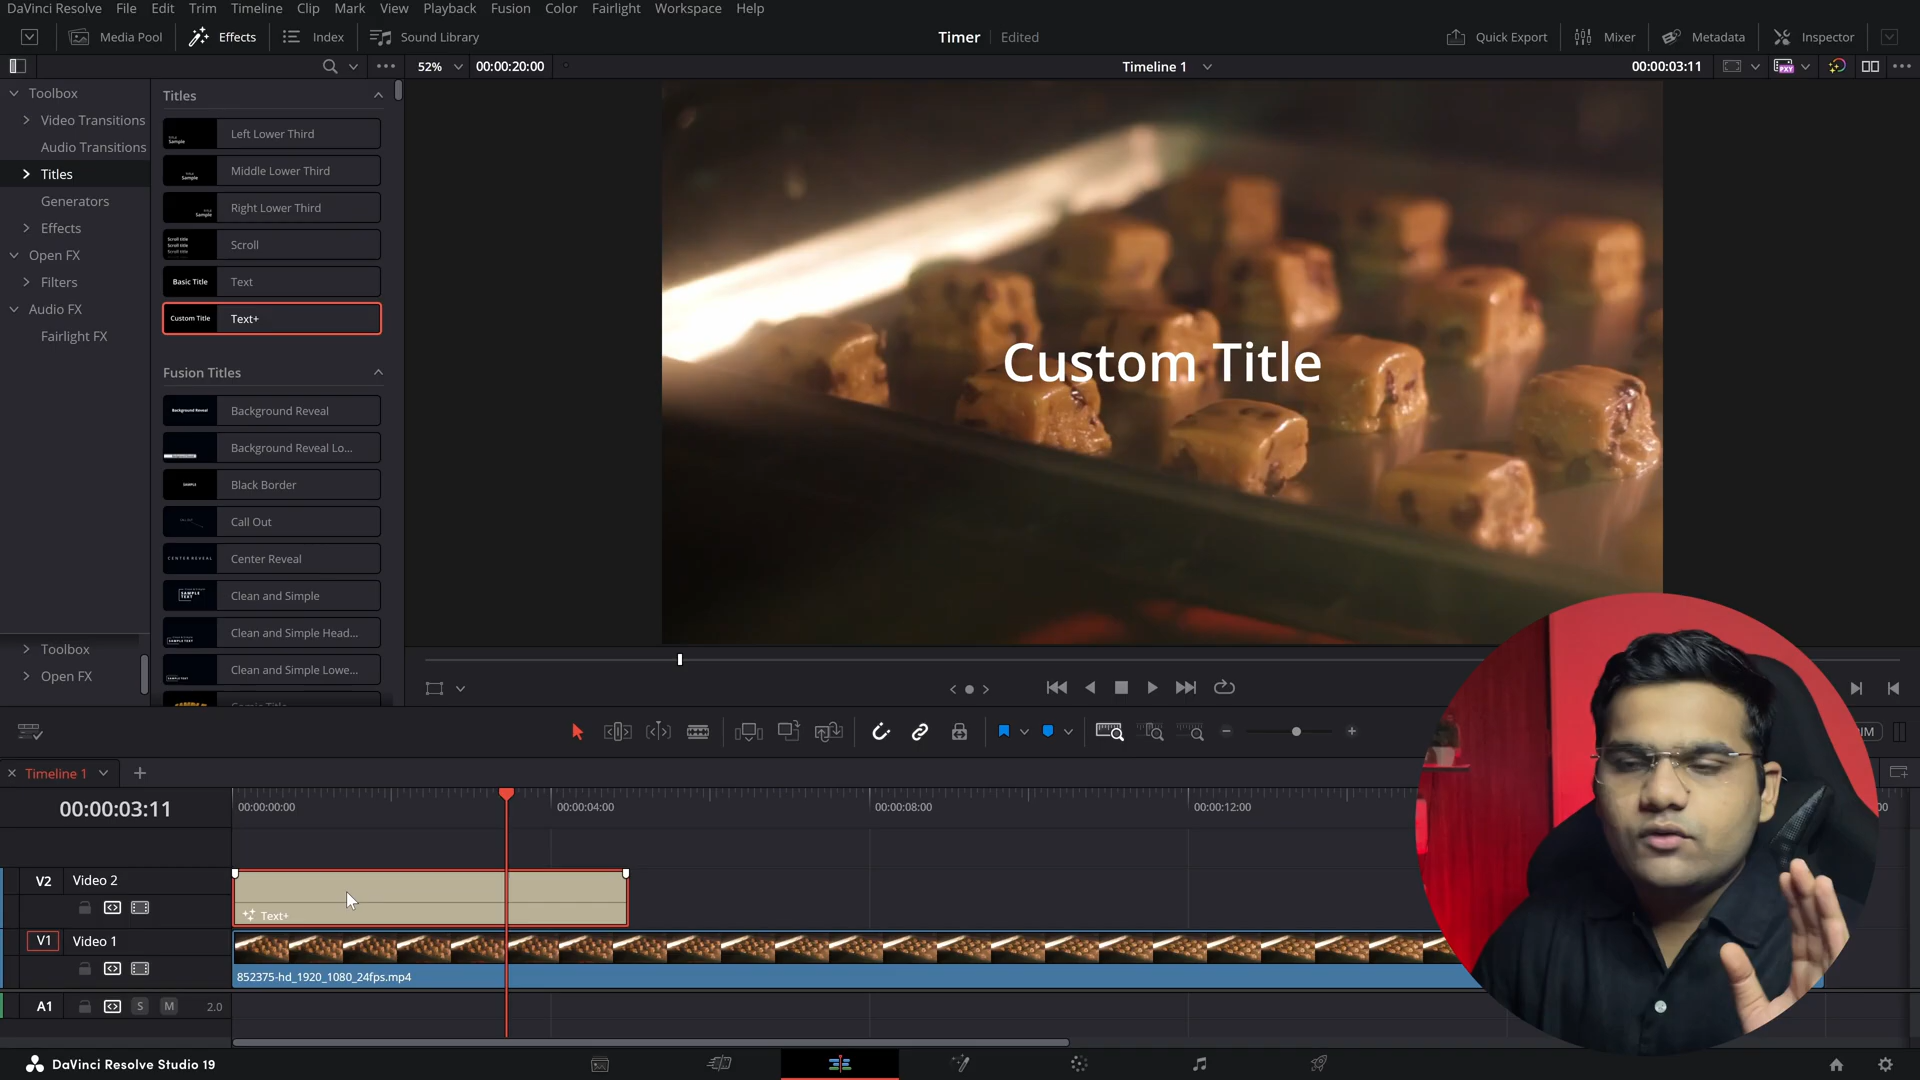 DaVinci Resolve File Edit Trim Timeline Clip Mark View Playback Fusion Color Fairlight Workspace Help
Media Pool Effects Index Sound Library Timer Edited Quick Export Mixer Metadata Inspector
52% 00:00:20:00 Timeline 1 00:00:03:11 PXY
Toolbox
Video Transitions
Audio Transitions
Titles
Generators
Effects
Open FX
Filters
Audio FX
Fairlight FX
Toolbox
Open FX
Titles
Left Lower Third
Middle Lower Third
Right Lower Third
Scroll
Basic Title Text
Custom Title Text+
Fusion Titles
Background Reveal Background Reveal
Background Reveal Lo...
Black Border
Call Out
CENTER REVEAL Center Reveal
SAMPLE TEXT Clean and Simple
Clean and Simple Head...
Clean and Simple Lowe...
Custom Title
Timeline 1
00:00:03:11
00:00:00:00 00:00:04:00 00:00:08:00 00:00:12:00
V2 Video 2
Text+
V1 Video 1
852375-hd_1920_1080_24fps.mp4
A1 S M 2.0
DaVinci Resolve Studio 19